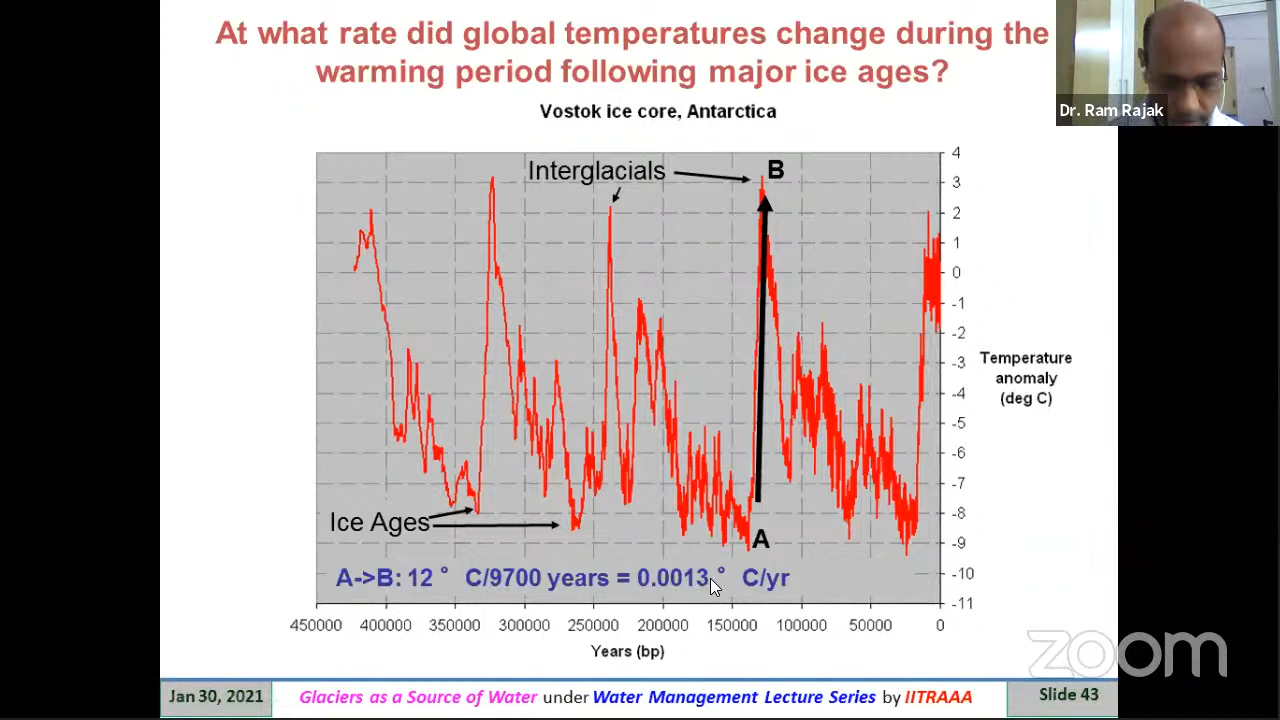 At what rate did global temperatures change during the
warming period following major ice ages?
Dr. Ram Rajak
Vostok ice core, Antarctica
Interglacials
B
4
3
2
1
0
-1
-2
-3
-4
-5
-6
-7
-8
-9
-10
-11
Temperature
anomaly
(deg C)
Ice Ages
A
A->B: 12 ° C/9700 years = 0.0013 ° C/yr
450000 400000 350000 300000 250000 200000 150000 100000 50000 0
Years (bp)
zoom
Jan 30, 2021
Glaciers as a Source of Water under Water Management Lecture Series by IITRAAA
Slide 43